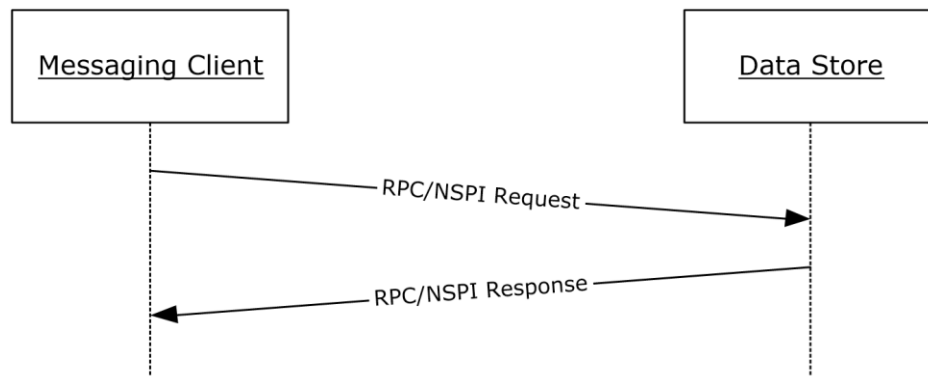 Messaging Client
Data Store
RPC/NSPI Request
RPC/NSPI Response